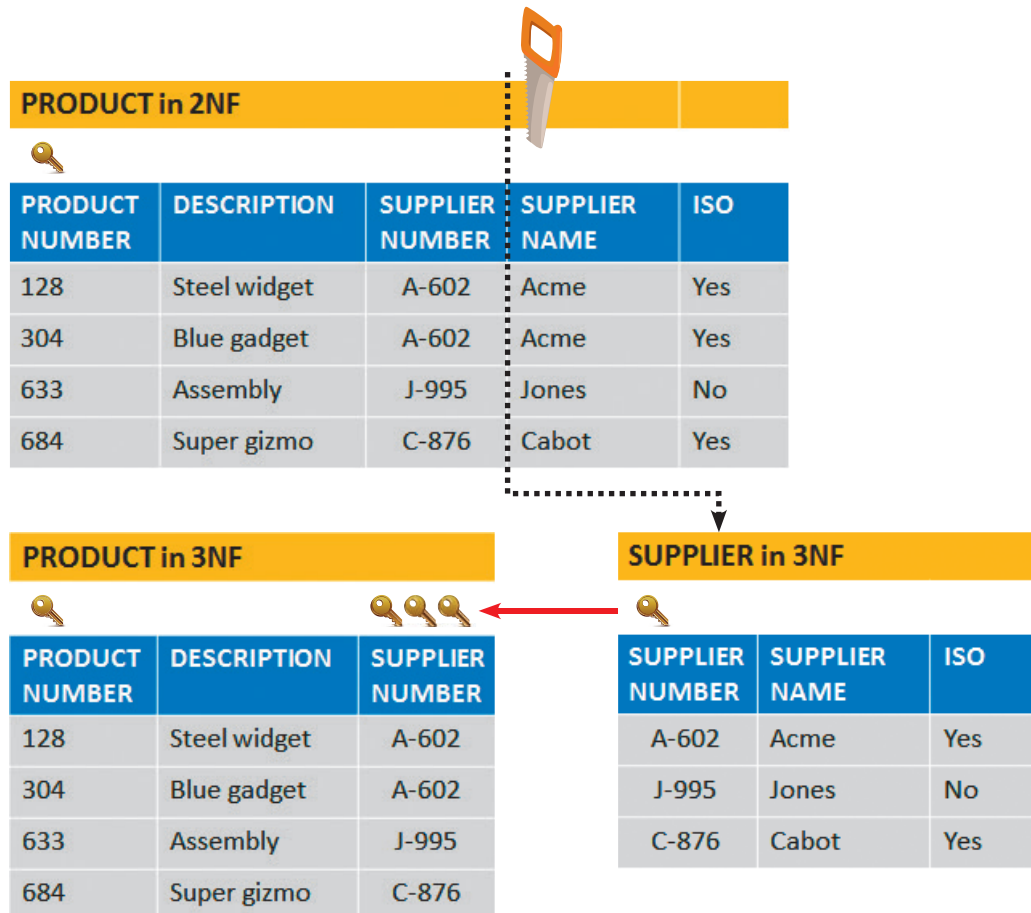 PRODUCT in 2NF
PRODUCT NUMBER DESCRIPTION SUPPLIER NUMBER SUPPLIER NAME ISO
128 Steel widget A-602 Acme Yes
304 Blue gadget A-602 Acme Yes
633 Assembly J-995 Jones No
684 Super gizmo C-876 Cabot Yes
PRODUCT in 3NF
PRODUCT NUMBER DESCRIPTION SUPPLIER NUMBER
128 Steel widget A-602
304 Blue gadget A-602
633 Assembly J-995
684 Super gizmo C-876
SUPPLIER in 3NF
SUPPLIER NUMBER SUPPLIER NAME ISO
A-602 Acme Yes
J-995 Jones No
C-876 Cabot Yes